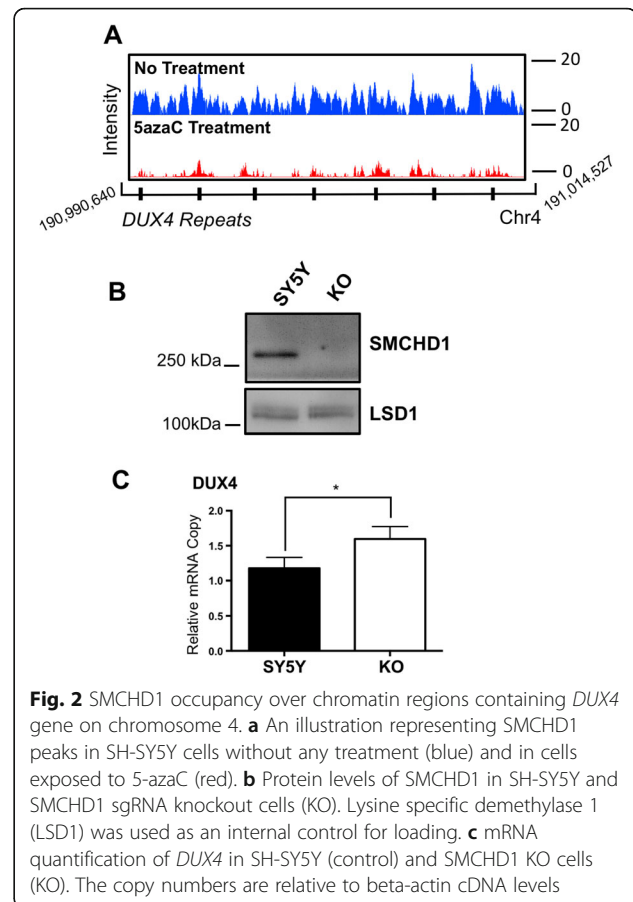 A
No Treatment
20
0
5azaC Treatment
20
0
Intensity
190,990,640
191,014,527
DUX4 Repeats
Chr4
B
SY5Y
KO
SMCHD1
250 kDa
LSD1
100kDa
C
DUX4
*
Relative mRNA Copy
2.0
1.5
1.0
0.5
0.0
SY5Y
KO
Fig. 2 SMCHD1 occupancy over chromatin regions containing DUX4
gene on chromosome 4. a An illustration representing SMCHD1
peaks in SH-SY5Y cells without any treatment (blue) and in cells
exposed to 5-azaC (red). b Protein levels of SMCHD1 in SH-SY5Y and
SMCHD1 sgRNA knockout cells (KO). Lysine specific demethylase 1
(LSD1) was used as an internal control for loading. c mRNA
quantification of DUX4 in SH-SY5Y (control) and SMCHD1 KO cells
(KO). The copy numbers are relative to beta-actin cDNA levels